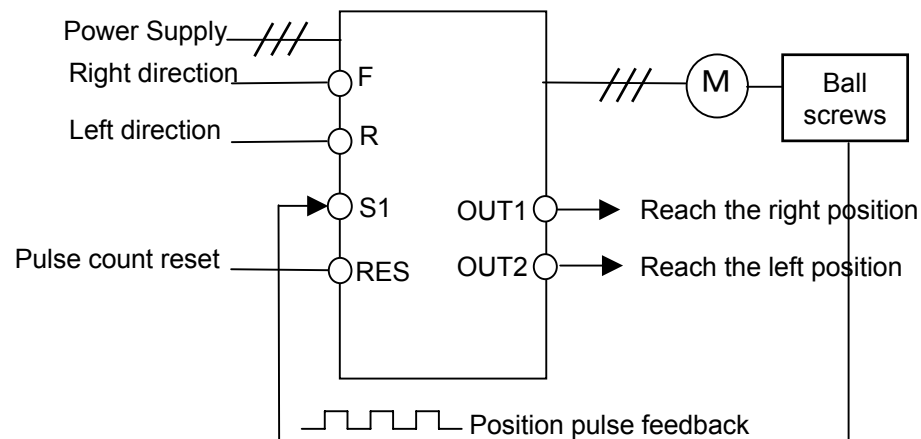 Power Supply
Right direction
F
M
Ball
screws
Left direction
R
S1
OUT1
Reach the right position
Pulse count reset
RES
OUT2
Reach the left position
Position pulse feedback